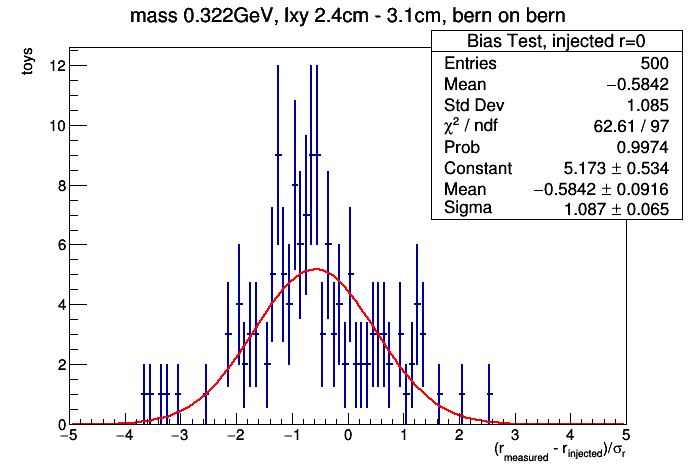 mass 0.322GeV, lxy 2.4cm - 3.1cm, bern on bern
toys
Bias Test, injected r=0
Entries 500
Mean −0.5842
Std Dev 1.085
χ² / ndf 62.61 / 97
Prob 0.9974
Constant 5.173 ± 0.534
Mean −0.5842 ± 0.0916
Sigma 1.087 ± 0.065
12
10
8
6
4
2
0
−5 −4 −3 −2 −1 0 1 2 3 4 5
(r_measured - r_injected)/σ_r